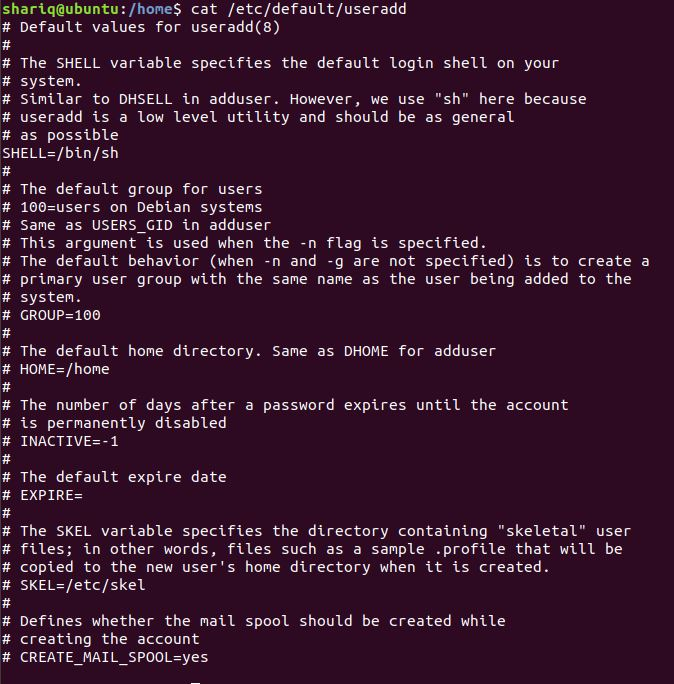 shariq@ubuntu:/home$ cat /etc/default/useradd
# Default values for useradd(8)
#
# The SHELL variable specifies the default login shell on your
# system.
# Similar to DHSELL in adduser. However, we use "sh" here because
# useradd is a low level utility and should be as general
# as possible
SHELL=/bin/sh
#
# The default group for users
# 100=users on Debian systems
# Same as USERS_GID in adduser
# This argument is used when the -n flag is specified.
# The default behavior (when -n and -g are not specified) is to create a
# primary user group with the same name as the user being added to the
# system.
# GROUP=100
#
# The default home directory. Same as DHOME for adduser
# HOME=/home
#
# The number of days after a password expires until the account
# is permanently disabled
# INACTIVE=-1
#
# The default expire date
# EXPIRE=
#
# The SKEL variable specifies the directory containing "skeletal" user
# files; in other words, files such as a sample .profile that will be
# copied to the new user's home directory when it is created.
# SKEL=/etc/skel
#
# Defines whether the mail spool should be created while
# creating the account
# CREATE_MAIL_SPOOL=yes